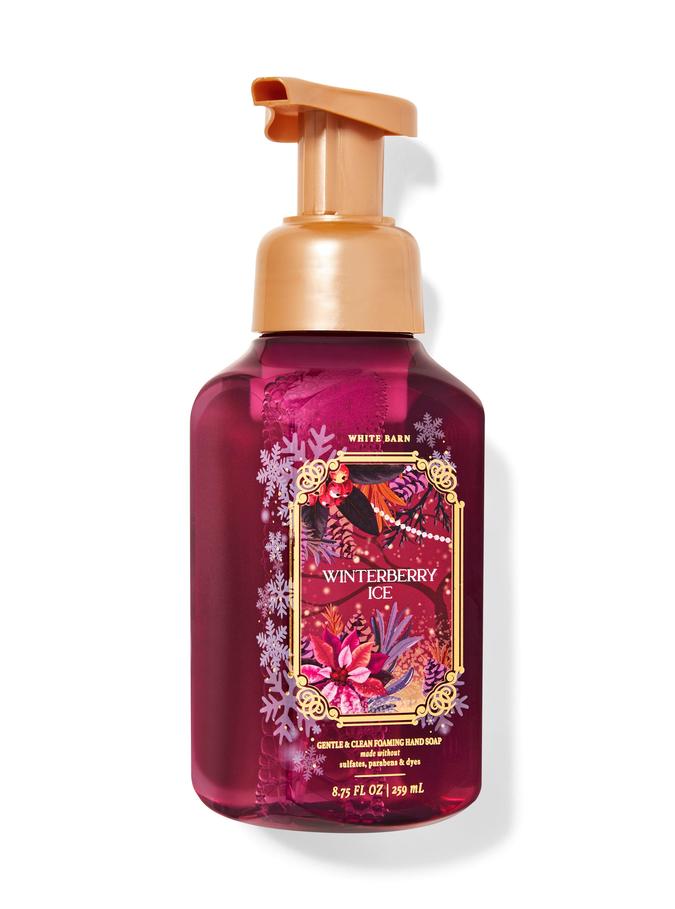 WHITE BARN
WINTERBERRY
ICE
GENTLE & CLEAN FOAMING HAND SOAP
made without
sulfates, parabens & dyes
8.75 FL OZ | 259 mL